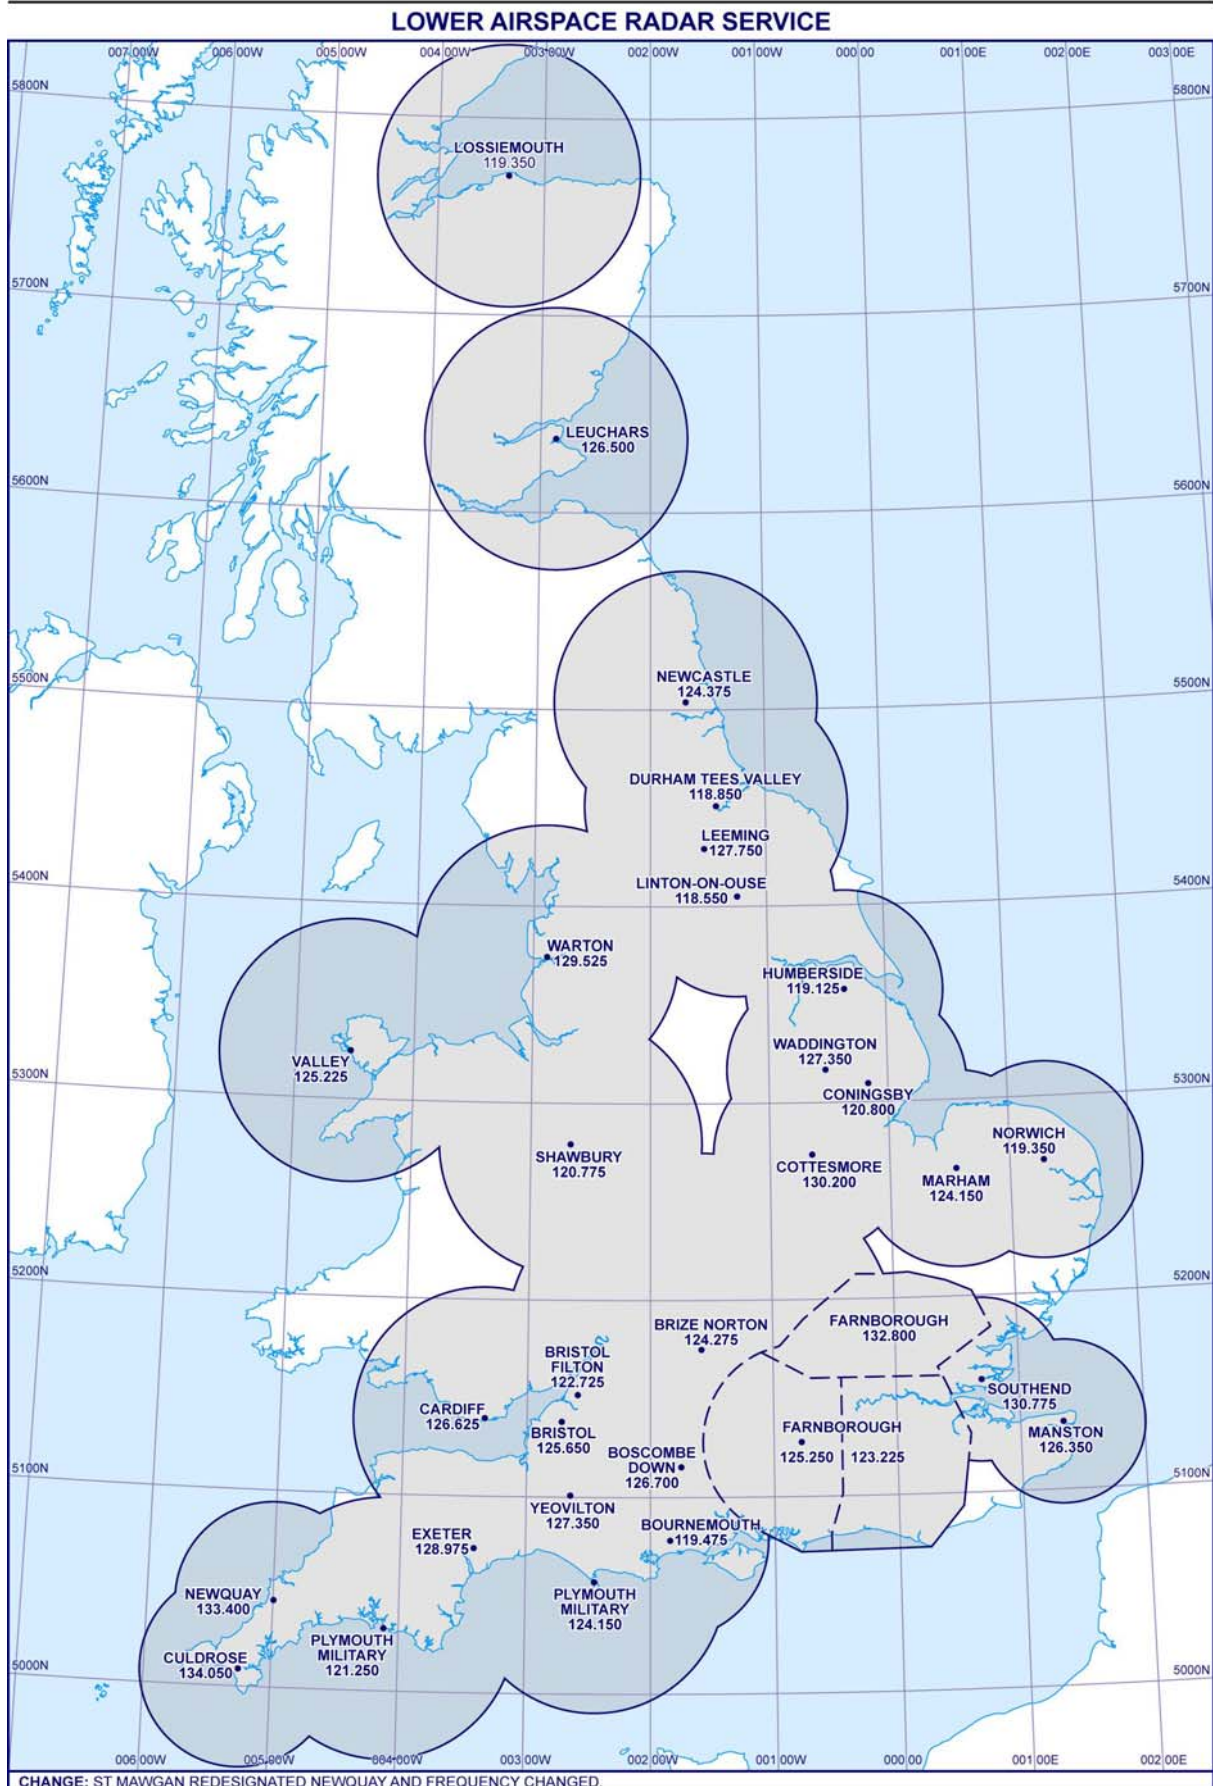 LOWER AIRSPACE RADAR SERVICE
007.00W 006.00W 005.00W 004.00W 003.00W 002.00W 001.00W 000.00 001.00E 002.00E 003.00E
5800N 5800N
LOSSIEMOUTH
119.350
5700N 5700N
LEUCHARS
126.500
5600N 5600N
NEWCASTLE
124.375
5500N 5500N
DURHAM TEES VALLEY
118.850
LEEMING
127.750
LINTON-ON-OUSE
118.550
5400N 5400N
WARTON
129.525
HUMBERSIDE
119.125
WADDINGTON
127.350
VALLEY
125.225
CONINGSBY
120.800
5300N 5300N
NORWICH
119.350
SHAWBURY
120.775
COTTESMORE
130.200
MARHAM
124.150
5200N 5200N
BRIZE NORTON
124.275
FARNBOROUGH
132.800
BRISTOL
FILTON
122.725
SOUTHEND
130.775
CARDIFF
126.625
BRISTOL
125.650
FARNBOROUGH
125.250 123.225
MANSTON
126.350
BOSCOMBE
DOWN
126.700
5100N 5100N
YEOVILTON
127.350
BOURNEMOUTH
119.475
EXETER
128.975
NEWQUAY
133.400
PLYMOUTH
MILITARY
124.150
PLYMOUTH
MILITARY
121.250
CULDROSE
134.050
5000N 5000N
006.00W 005.00W 004.00W 003.00W 002.00W 001.00W 000.00 001.00E 002.00E
CHANGE: ST MAWGAN REDESIGNATED NEWQUAY AND FREQUENCY CHANGED.